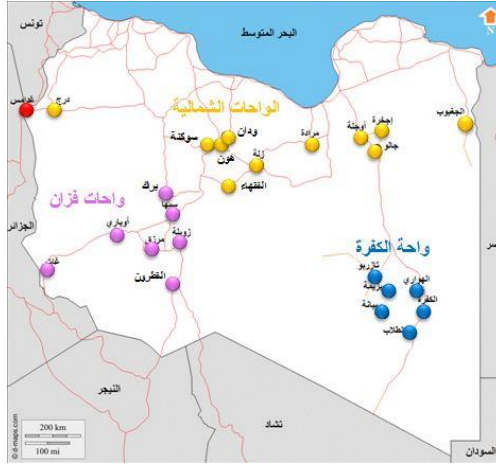 تونس
البحر المتوسط
N
غدامس
درج
الواحات الشمالية
الجغبوب
إجخرة
أوجلة
جالو
ودان
سوكنة
هون
مرادة
زلة
الفقهاء
براك
سبها
واحات فزان
أوباري
زويلة
مرزق
الجزائر
غات
القطرون
واحة الكفرة
تازربو
الهواري
بزيمة
الكفرة
ربيانة
الطلاب
النيجر
تشاد
السودان
200 km
100 mi
© d-maps.com